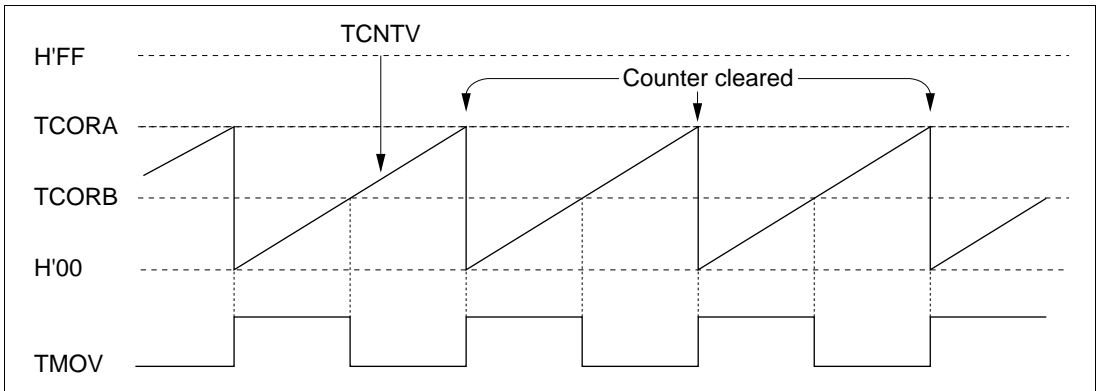 TCNTV
H'FF
Counter cleared
TCORA
TCORB
H'00
TMOV